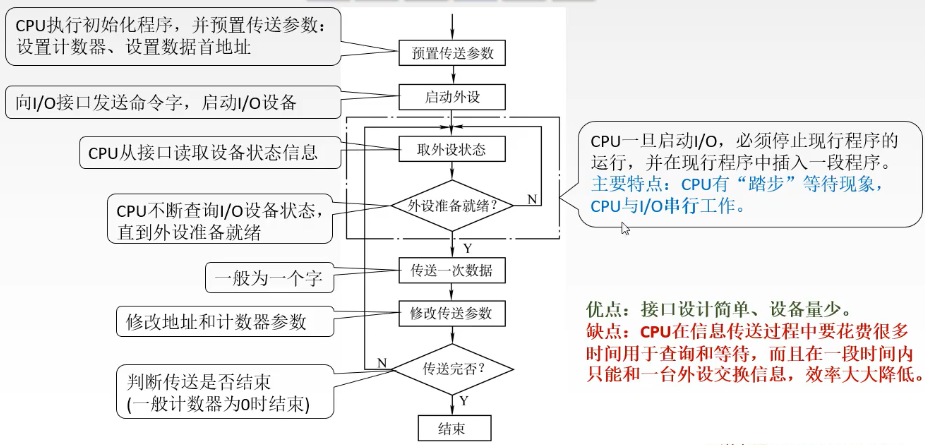 CPU执行初始化程序，并预置传送参数：
设置计数器、设置数据首地址
预置传送参数
向I/O接口发送命令字，启动I/O设备
启动外设
CPU从接口读取设备状态信息
取外设状态
CPU一旦启动I/O，必须停止现行程序的
运行，并在现行程序中插入一段程序。
主要特点：CPU有“踏步”等待现象，
CPU与I/O串行工作。
CPU不断查询I/O设备状态，
直到外设准备就绪
外设准备就绪？
N
Y
一般为一个字
传送一次数据
修改地址和计数器参数
修改传送参数
优点：接口设计简单、设备量少。
缺点：CPU在信息传送过程中要花费很多
时间用于查询和等待，而且在一段时间内
只能和一台外设交换信息，效率大大降低。
判断传送是否结束
(一般计数器为0时结束)
N
传送完否？
Y
结束